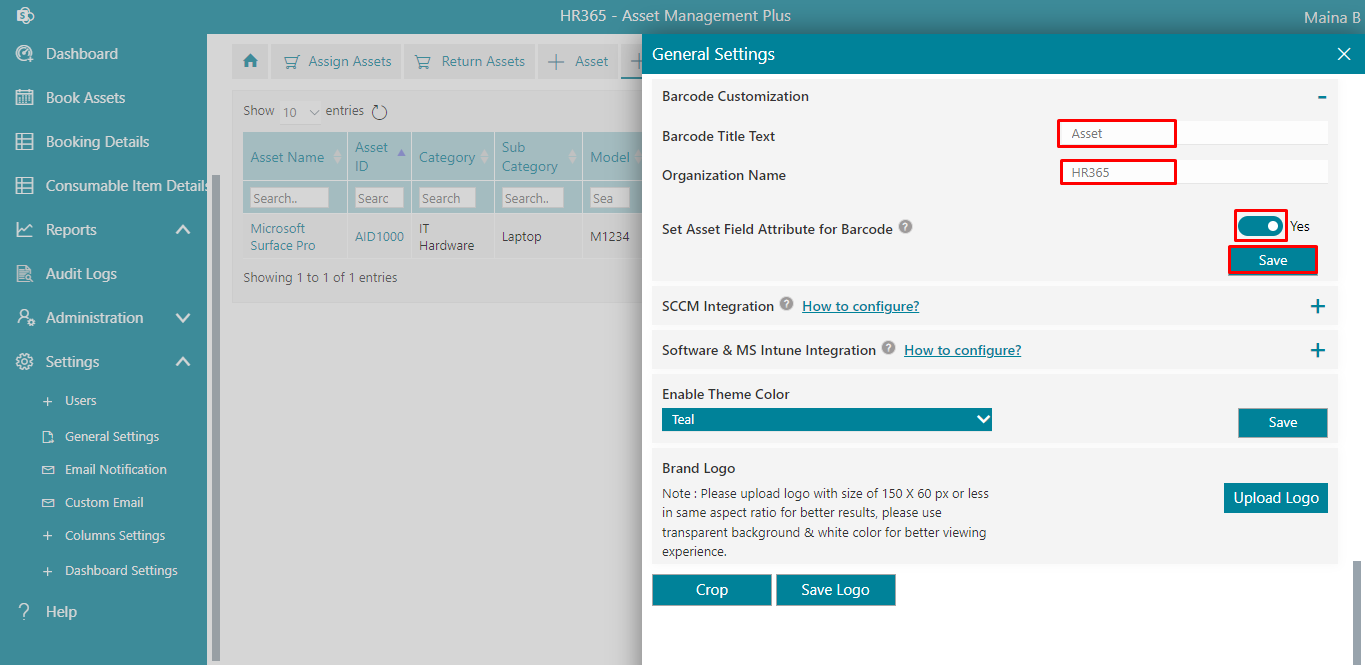 HR365 - Asset Management Plus
Maina B
Dashboard
Book Assets
Booking Details
Consumable Item Details
Reports
Audit Logs
Administration
Settings
Users
General Settings
Email Notification
Custom Email
Columns Settings
Dashboard Settings
Help
Assign Assets
Return Assets
Asset
Show 10 entries
Asset Name
Asset
ID
Category
Sub
Category
Model
Search..
Searc
Search
Search..
Sea
Microsoft
Surface Pro
AID1000
IT
Hardware
Laptop
M1234
Showing 1 to 1 of 1 entries
General Settings
Barcode Customization
Barcode Title Text
Asset
Organization Name
HR365
Set Asset Field Attribute for Barcode ?
Yes
Save
SCCM Integration ? How to configure?
Software & MS Intune Integration ? How to configure?
Enable Theme Color
Teal
Save
Brand Logo
Note : Please upload logo with size of 150 X 60 px or less
in same aspect ratio for better results, please use
transparent background & white color for better viewing
experience.
Upload Logo
Crop
Save Logo